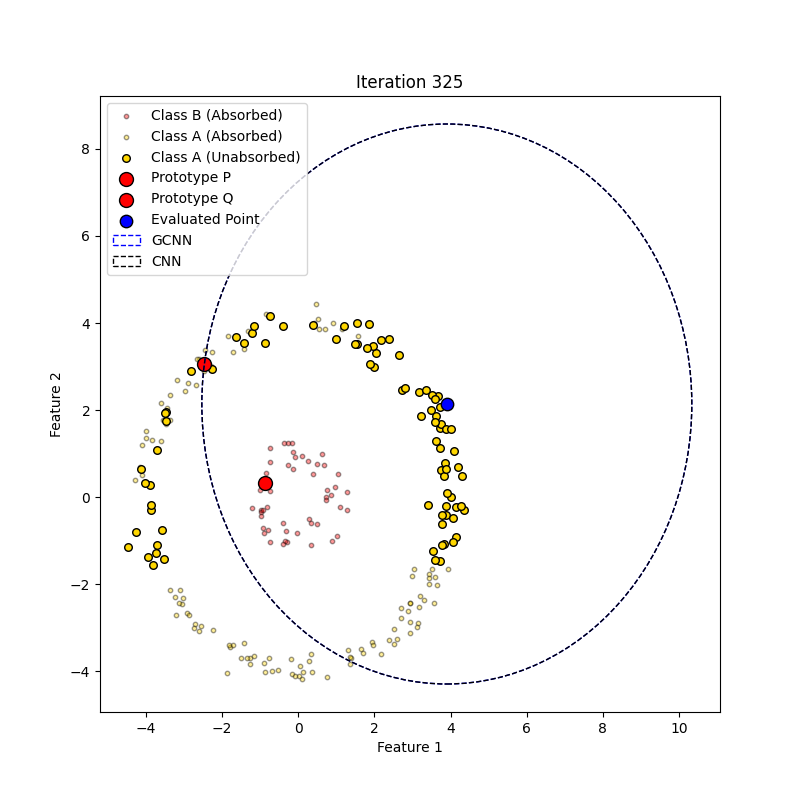 Iteration 325
Class B (Absorbed)
Class A (Absorbed)
Class A (Unabsorbed)
Prototype P
Prototype Q
Evaluated Point
GCNN
CNN
Feature 2
8
6
4
2
0
−2
−4
−4 −2 0 2 4 6 8 10
Feature 1